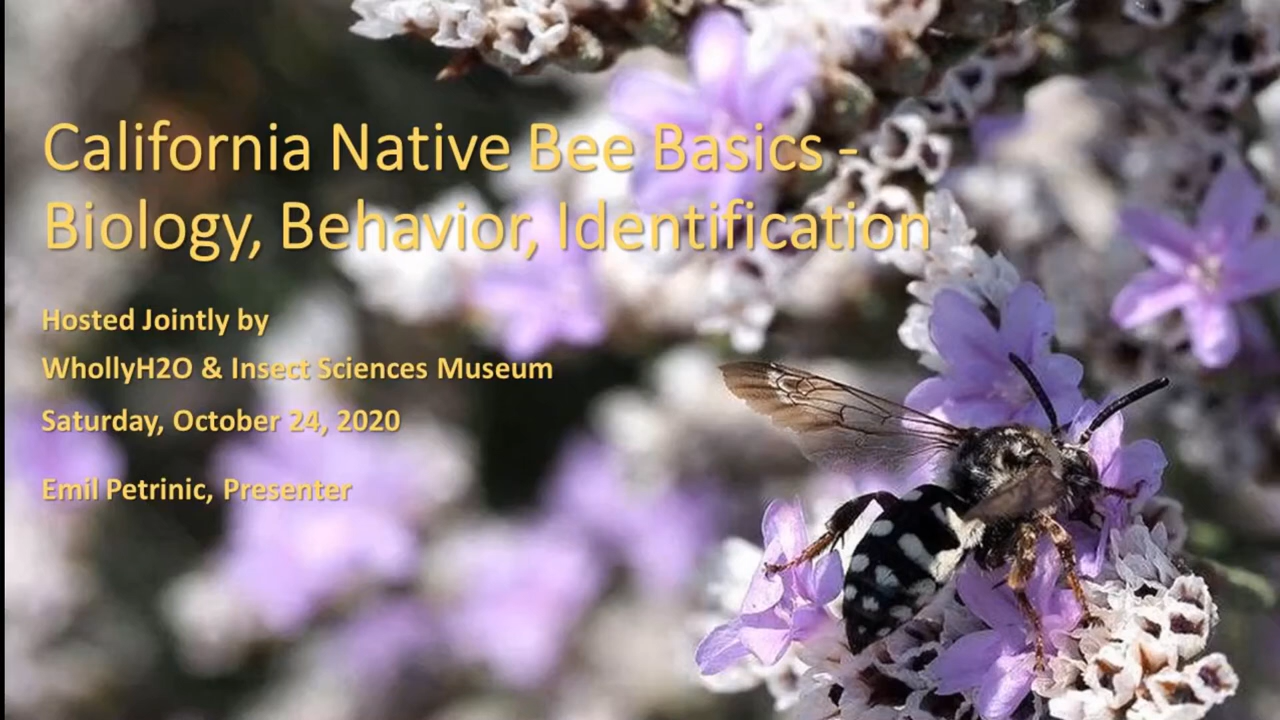 California Native Bee Basics -
Biology, Behavior, Identification
Hosted Jointly by
WhollyH2O & Insect Sciences Museum
Saturday, October 24, 2020
Emil Petrinic, Presenter